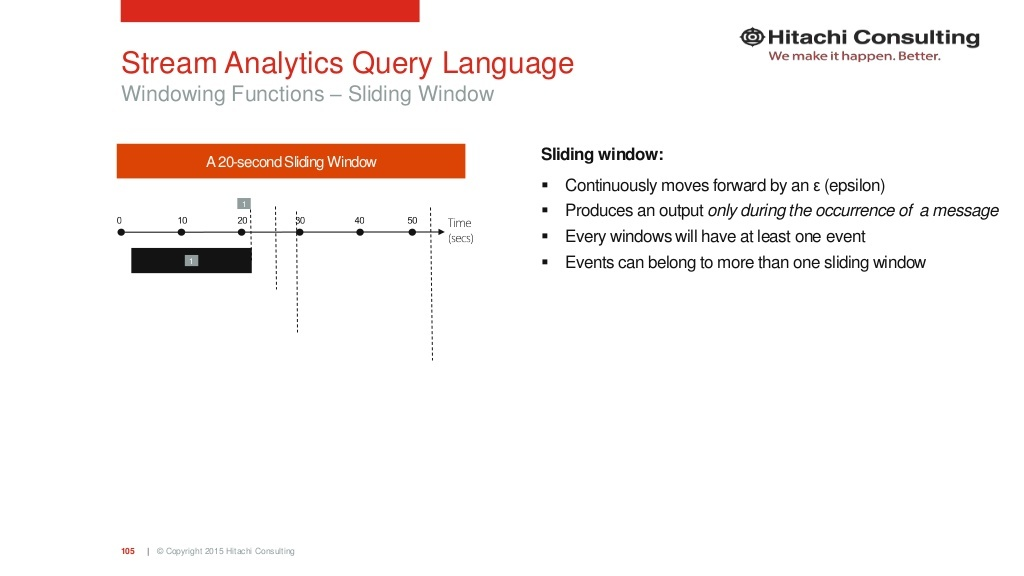 Hitachi Consulting
We make it happen. Better.
Stream Analytics Query Language
Windowing Functions – Sliding Window
A 20-second Sliding Window
1
0 10 20 30 40 50 Time
(secs)
1
Sliding window:
▪ Continuously moves forward by an ε (epsilon)
▪ Produces an output only during the occurrence of a message
▪ Every windows will have at least one event
▪ Events can belong to more than one sliding window
105 | © Copyright 2015 Hitachi Consulting